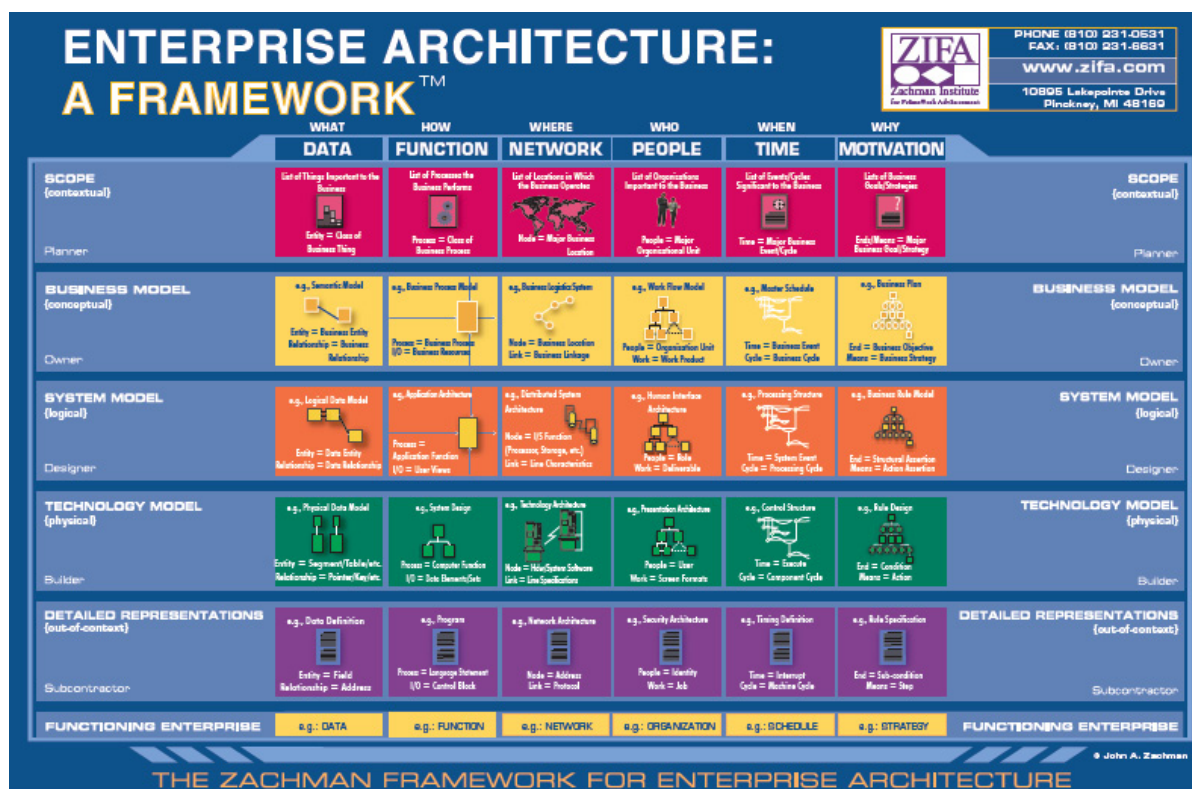 ENTERPRISE ARCHITECTURE:
A FRAMEWORK™
ZIFA
Zachman Institute
for Framework Advancement
PHONE (810) 231-0531
FAX: (810) 231-6631
www.zifa.com
10895 Lakepointe Drive
Pinckney, MI 48169
WHAT HOW WHERE WHO WHEN WHY
DATA FUNCTION NETWORK PEOPLE TIME MOTIVATION
SCOPE
{contextual}
Planner
List of Things Important to the
Business
Entity = Class of
Business Thing
List of Processes the
Business Performs
Process = Class of
Business Process
List of Locations in Which
the Business Operates
Node = Major Business
Location
List of Organizations
Important to the Business
People = Major
Organizational Unit
List of Events/Cycles
Significant to the Business
Time = Major Business
Event/Cycle
Lists of Business
Goals/Strategies
?
Ends/Means = Major
Business Goal/Strategy
SCOPE
{contextual}
Planner
BUSINESS MODEL
{conceptual}
Owner
e.g., Semantic Model
Entity = Business Entity
Relationship = Business
Relationship
e.g., Business Process Model
Process = Business Process
I/O = Business Resources
e.g., Business Logistics System
Node = Business Location
Link = Business Linkage
e.g., Work Flow Model
People = Organization Unit
Work = Work Product
e.g., Master Schedule
Time = Business Event
Cycle = Business Cycle
e.g., Business Plan
End = Business Objective
Means = Business Strategy
BUSINESS MODEL
{conceptual}
Owner
SYSTEM MODEL
{logical}
Designer
e.g., Logical Data Model
Entity = Data Entity
Relationship = Data Relationship
e.g., Application Architecture
Process =
Application Function
I/O = User Views
e.g., Distributed System
Architecture
Node = I/S Function
(Processor, Storage, etc.)
Link = Line Characteristics
e.g., Human Interface
Architecture
People = Role
Work = Deliverable
e.g., Processing Structure
Time = System Event
Cycle = Processing Cycle
e.g., Business Rule Model
End = Structural Assertion
Means = Action Assertion
SYSTEM MODEL
{logical}
Designer
TECHNOLOGY MODEL
{physical}
Builder
e.g., Physical Data Model
Entity = Segment/Table/etc.
Relationship = Pointer/Key/etc.
e.g., System Design
Process = Computer Function
I/O = Data Elements/Sets
e.g., Technology Architecture
Node = Hdw/System Software
Link = Line Specifications
e.g., Presentation Architecture
People = User
Work = Screen Formats
e.g., Control Structure
Time = Execute
Cycle = Component Cycle
e.g., Rule Design
End = Condition
Means = Action
TECHNOLOGY MODEL
{physical}
Builder
DETAILED REPRESENTATIONS
{out-of-context}
Subcontractor
e.g., Data Definition
Entity = Field
Relationship = Address
e.g., Program
Process = Language Statement
I/O = Control Block
e.g., Network Architecture
Node = Address
Link = Protocol
e.g., Security Architecture
People = Identity
Work = Job
e.g., Timing Definition
Time = Interrupt
Cycle = Machine Cycle
e.g., Rule Specification
End = Sub-condition
Means = Step
DETAILED REPRESENTATIONS
{out-of-context}
Subcontractor
FUNCTIONING ENTERPRISE e.g.: DATA e.g.: FUNCTION e.g.: NETWORK e.g.: ORGANIZATION e.g.: SCHEDULE e.g.: STRATEGY FUNCTIONING ENTERPRISE
© John A. Zachman
THE ZACHMAN FRAMEWORK FOR ENTERPRISE ARCHITECTURE